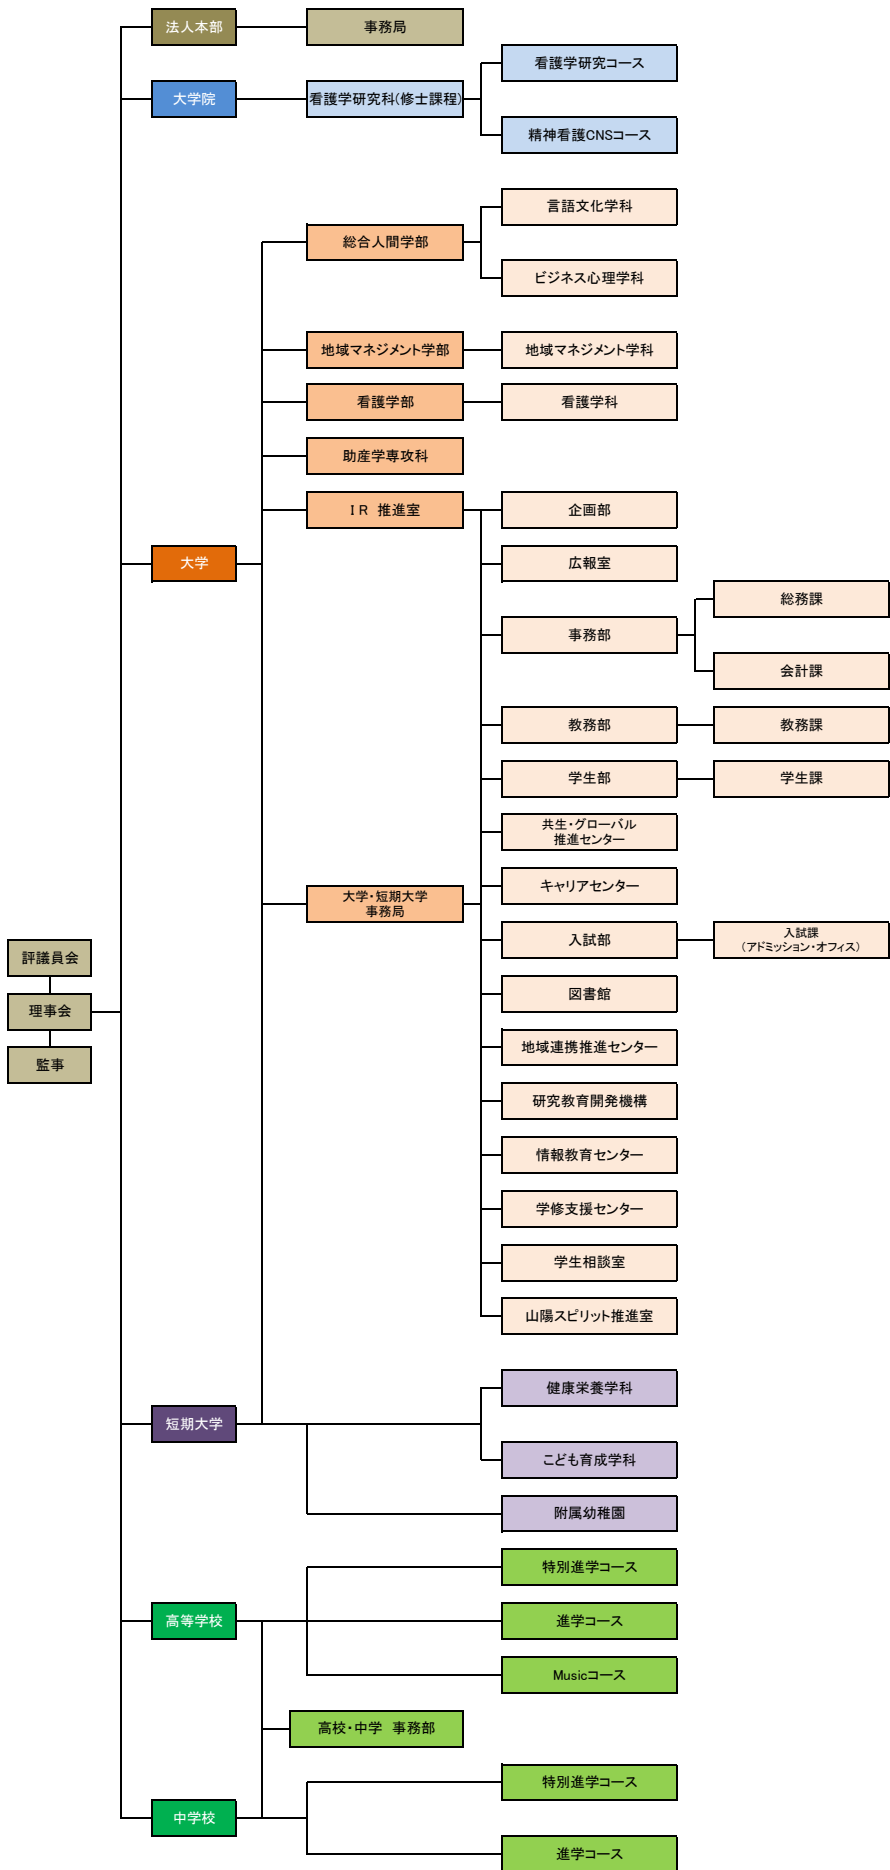 法人本部
事務局
大学院
看護学研究科(修士課程)
看護学研究コース
精神看護CNSコース
総合人間学部
言語文化学科
ビジネス心理学科
地域マネジメント学部
地域マネジメント学科
看護学部
看護学科
助産学専攻科
ＩＲ　推進室
企画部
大学
広報室
事務部
総務課
会計課
教務部
教務課
学生部
学生課
共生・グローバル
推進センター
大学・短期大学
事務局
キャリアセンター
入試部
入試課
（アドミッション・オフィス）
評議員会
理事会
監事
図書館
地域連携推進センター
研究教育開発機構
情報教育センター
学修支援センター
学生相談室
山陽スピリット推進室
短期大学
健康栄養学科
こども育成学科
附属幼稚園
高等学校
特別進学コース
進学コース
Musicコース
高校・中学　事務部
中学校
特別進学コース
進学コース